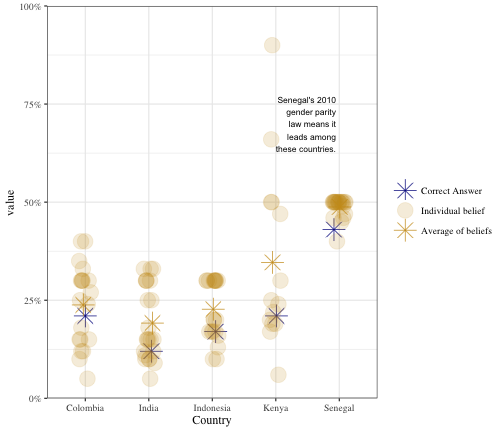 100%
75%
50%
25%
0%
value
Senegal's 2010
gender parity
law means it
leads among
these countries.
Colombia
India
Indonesia
Kenya
Senegal
Country
Correct Answer
Individual belief
Average of beliefs